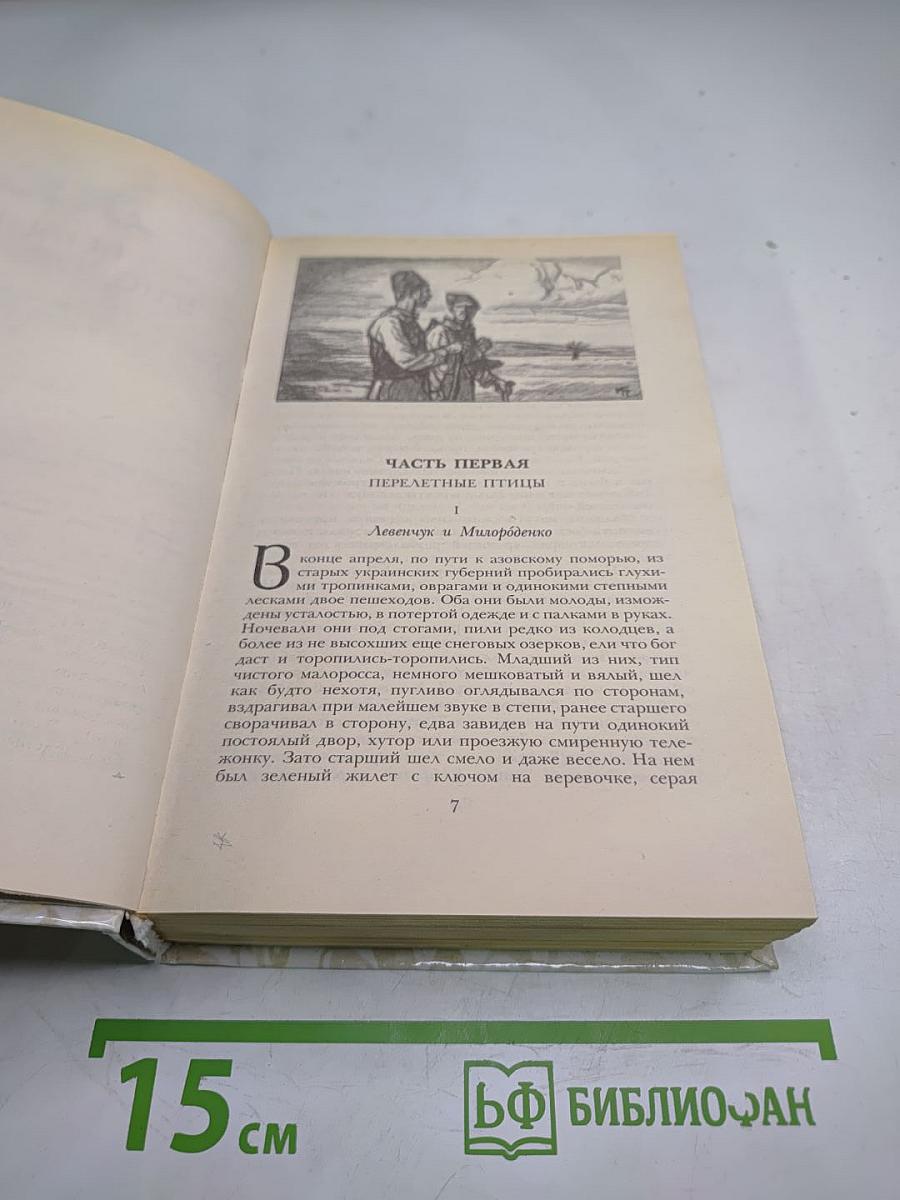 ЧАСТЬ ПЕРВАЯ
ПЕРЕЛЕТНЫЕ ПТИЦЫ
I
Левенчук и Милоро́денко
В конце апреля, по пути к азовскому поморью, из
старых украинских губерний пробирались глухи-
ми тропинками, оврагами и одинокими степными
лесками двое пешеходов. Оба они были молоды, измож-
дены усталостью, в потертой одежде и с палками в руках.
Ночевали они под стогами, пили редко из колодцев, а
более из не высохших еще снеговых озерков, ели что бог
даст и торопились-торопились. Младший из них, тип
чистого малоросса, немного мешковатый и вялый, шел
как будто нехотя, пугливо оглядывался по сторонам,
вздрагивал при малейшем звуке в степи, ранее старшего
сворачивал в сторону, едва завидев на пути одинокий
постоялый двор, хутор или проезжую смиренную теле-
жонку. Зато старший шел смело и даже весело. На нем
был зеленый жилет с ключом на веревочке, серая
7
15 см
БФ БИБЛИОФАН